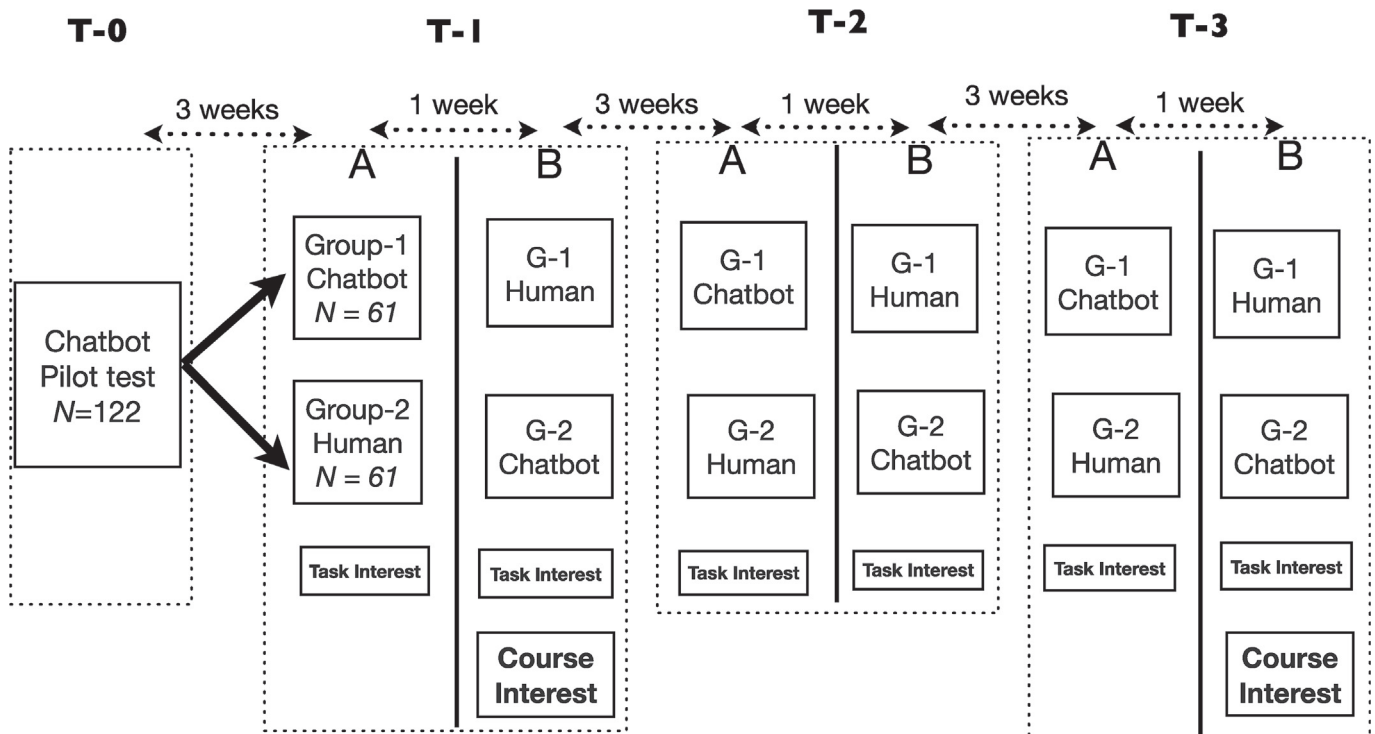 T-0
T-1
T-2
T-3
3 weeks
1 week
3 weeks
1 week
3 weeks
1 week
A
B
A
B
A
B
Chatbot
Pilot test
N=122
Group-1
Chatbot
N = 61
G-1
Human
G-1
Chatbot
G-1
Human
G-1
Chatbot
G-1
Human
Group-2
Human
N = 61
G-2
Chatbot
G-2
Human
G-2
Chatbot
G-2
Human
G-2
Chatbot
Task Interest
Task Interest
Task Interest
Task Interest
Task Interest
Task Interest
Course
Interest
Course
Interest